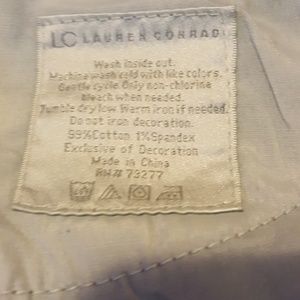 LC LAUREN CONRAD
Wash inside out.
Machine wash cold with like colors.
Gentle cycle Only non-chlorine
bleach when needed.
Tumble dry low Warm iron if needed.
Do not iron decoration.
99%Cotton 1%Spandex
Exclusive of Decoration
Made in China
RN# 73277